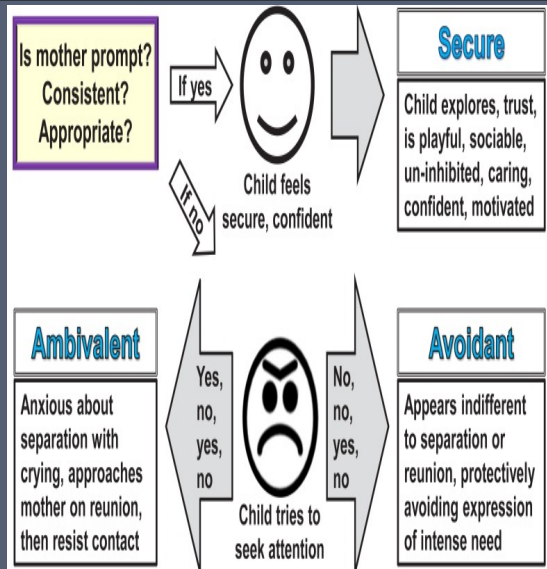 Is mother prompt?
Consistent?
Appropriate?
If yes
Child feels
secure, confident
Secure
Child explores, trust,
is playful, sociable,
un-inhibited, caring,
confident, motivated
If no
Ambivalent
Anxious about
separation with
crying, approaches
mother on reunion,
then resist contact
Yes,
no,
yes,
no
Child tries to
seek attention
No,
no,
yes,
no
Avoidant
Appears indifferent
to separation or
reunion, protectively
avoiding expression
of intense need